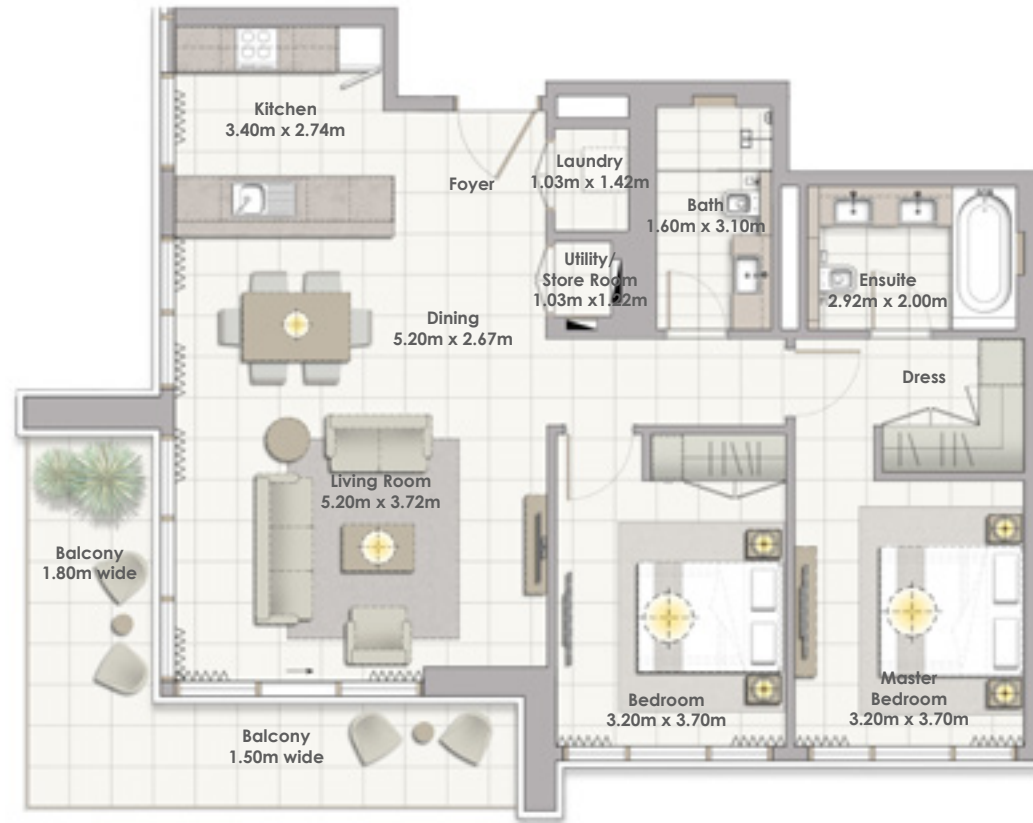 Kitchen
3.40m x 2.74m
Foyer
Laundry
1.03m x 1.42m
Bath
1.60m x 3.10m
Utility/
Store Room
1.03m x1.22m
Ensuite
2.92m x 2.00m
Dining
5.20m x 2.67m
Dress
Living Room
5.20m x 3.72m
Balcony
1.80m wide
Bedroom
3.20m x 3.70m
Master
Bedroom
3.20m x 3.70m
Balcony
1.50m wide